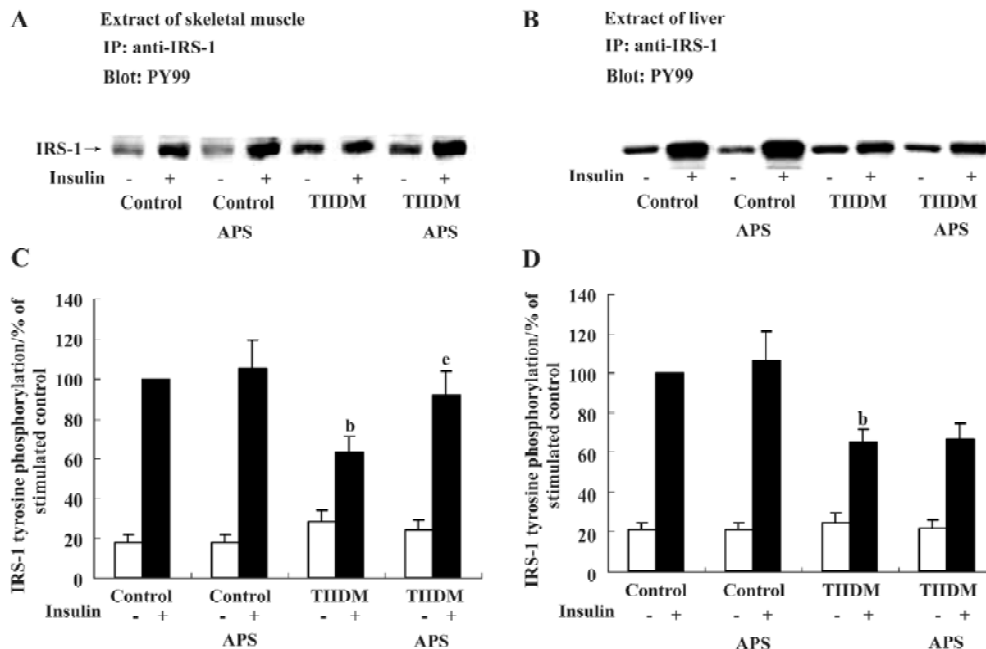 A
Extract of skeletal muscle
IP: anti-IRS-1
Blot: PY99
IRS-1→
Insulin - + - + - + - +
Control Control TIIDM TIIDM
APS APS
B
Extract of liver
IP: anti-IRS-1
Blot: PY99
Insulin - + - + - + - +
Control Control TIIDM TIIDM
APS APS
C
IRS-1 tyrosine phosphorylation/% of
stimulated control
140
120
100
80
60
40
20
0
b
e
Control Control TIIDM TIIDM
Insulin - + - + - + - +
APS APS
D
IRS-1 tyrosine phosphorylation/% of
stimulated control
140
120
100
80
60
40
20
0
b
Control Control TIIDM TIIDM
Insulin - + - + - + - +
APS APS